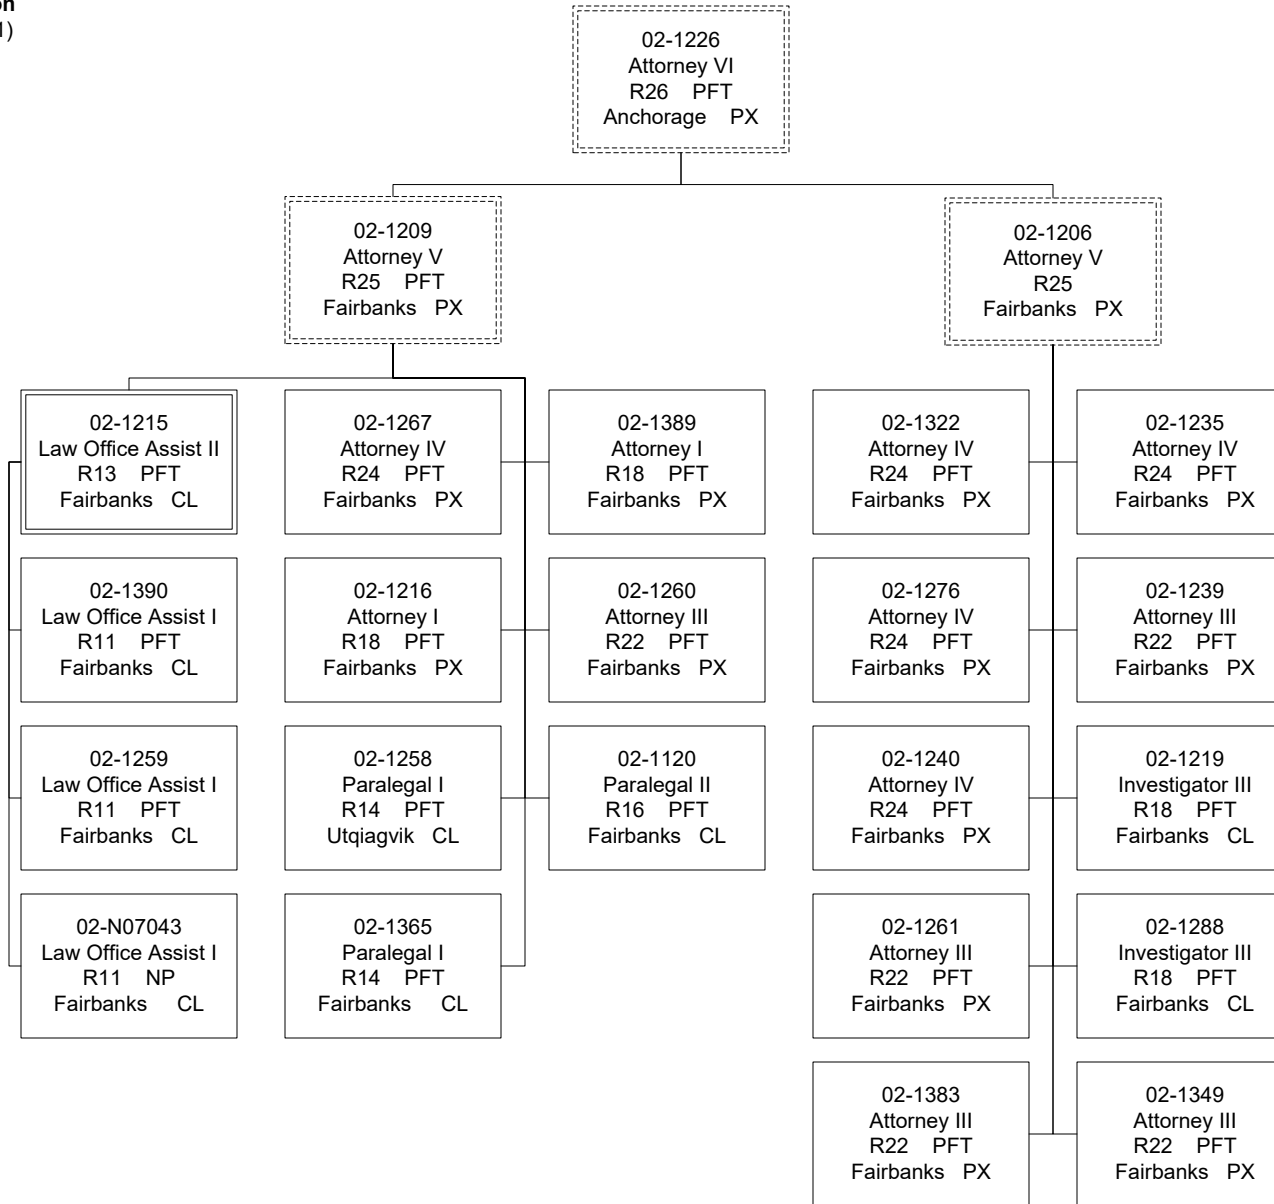 1)
02-1226
Attorney VI
R26 PFT
Anchorage PX
02-1209
Attorney V
R25 PFT
Fairbanks PX
02-1206
Attorney V
R25
Fairbanks PX
02-1215
Law Office Assist II
R13 PFT
Fairbanks CL
02-1267
Attorney IV
R24 PFT
Fairbanks PX
02-1389
Attorney I
R18 PFT
Fairbanks PX
02-1322
Attorney IV
R24 PFT
Fairbanks PX
02-1235
Attorney IV
R24 PFT
Fairbanks PX
02-1390
Law Office Assist I
R11 PFT
Fairbanks CL
02-1216
Attorney I
R18 PFT
Fairbanks PX
02-1260
Attorney III
R22 PFT
Fairbanks PX
02-1276
Attorney IV
R24 PFT
Fairbanks PX
02-1239
Attorney III
R22 PFT
Fairbanks PX
02-1259
Law Office Assist I
R11 PFT
Fairbanks CL
02-1258
Paralegal I
R14 PFT
Utqiagvik CL
02-1120
Paralegal II
R16 PFT
Fairbanks CL
02-1240
Attorney IV
R24 PFT
Fairbanks PX
02-1219
Investigator III
R18 PFT
Fairbanks CL
02-N07043
Law Office Assist I
R11 NP
Fairbanks CL
02-1365
Paralegal I
R14 PFT
Fairbanks CL
02-1261
Attorney III
R22 PFT
Fairbanks PX
02-1288
Investigator III
R18 PFT
Fairbanks CL
02-1383
Attorney III
R22 PFT
Fairbanks PX
02-1349
Attorney III
R22 PFT
Fairbanks PX